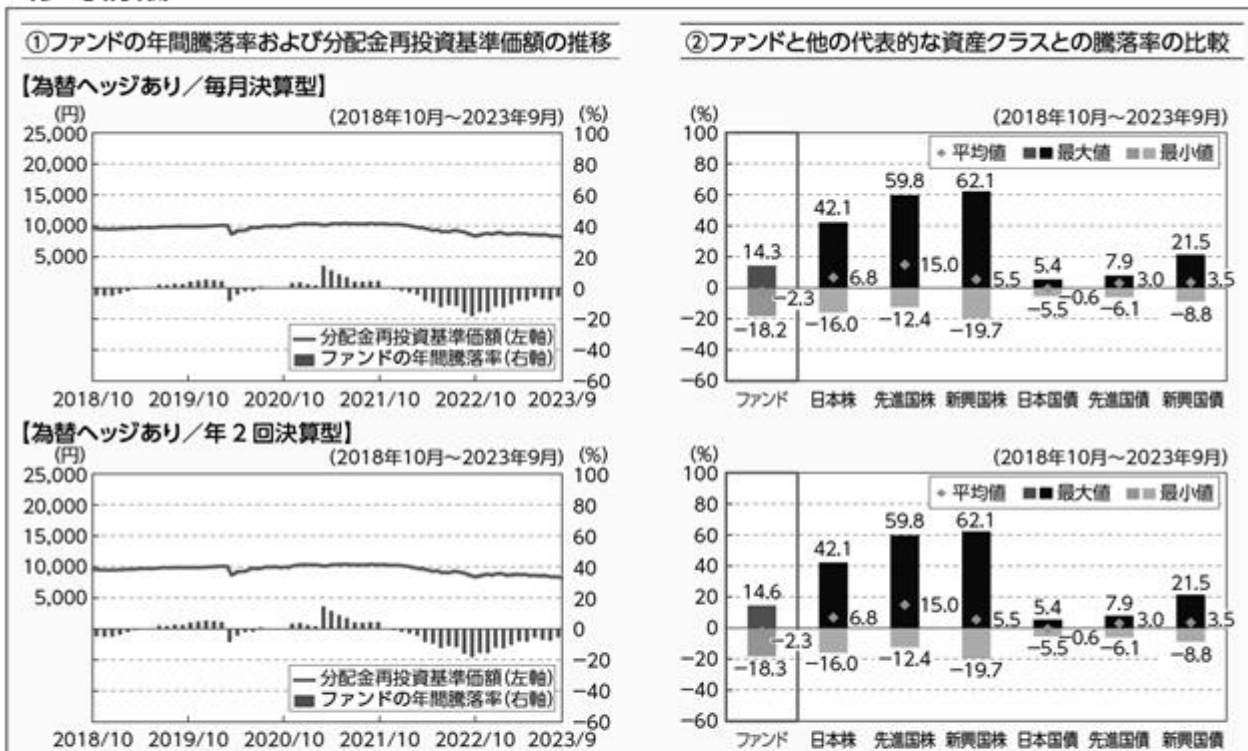 ①ファンドの年間騰落率および分配金再投資基準価額の推移
②ファンドと他の代表的な資産クラスとの騰落率の比較
【為替ヘッジあり／毎月決算型】
(円)
(2018年10月～2023年9月)
(%)
25,000
20,000
15,000
10,000
5,000
100
80
60
40
20
0
−20
−40
−60
分配金再投資基準価額(左軸)
ファンドの年間騰落率(右軸)
2018/10 2019/10 2020/10 2021/10 2022/10 2023/9
(%)
(2018年10月～2023年9月)
100
80
60
40
20
0
−20
−40
−60
平均値 最大値 最小値
14.3 42.1 59.8 62.1 5.4 7.9 21.5
−2.3 6.8 15.0 5.5 −0.6 3.0 3.5
−18.2 −16.0 −12.4 −19.7 −5.5 −6.1 −8.8
ファンド 日本株 先進国株 新興国株 日本国債 先進国債 新興国債
【為替ヘッジあり／年2回決算型】
(円)
(2018年10月～2023年9月)
(%)
25,000
20,000
15,000
10,000
5,000
100
80
60
40
20
0
−20
−40
−60
分配金再投資基準価額(左軸)
ファンドの年間騰落率(右軸)
2018/10 2019/10 2020/10 2021/10 2022/10 2023/9
(%)
(2018年10月～2023年9月)
100
80
60
40
20
0
−20
−40
−60
平均値 最大値 最小値
14.6 42.1 59.8 62.1 5.4 7.9 21.5
−2.3 6.8 15.0 5.5 −0.6 3.0 3.5
−18.3 −16.0 −12.4 −19.7 −5.5 −6.1 −8.8
ファンド 日本株 先進国株 新興国株 日本国債 先進国債 新興国債